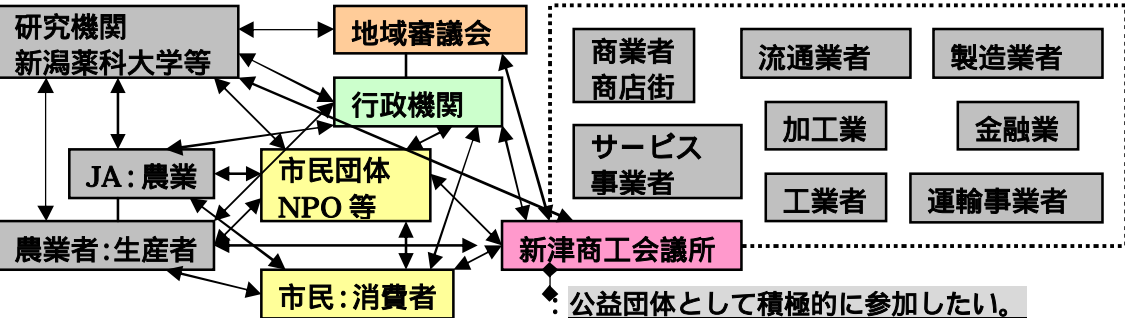 研究機関
新潟薬科大学等
地域審議会
行政機関
JA：農業
市民団体
NPO 等
農業者：生産者
市民：消費者
新津商工会議所
商業者
商店街
流通業者
製造業者
加工業
金融業
サービス
事業者
工業者
運輸事業者
：公益団体として積極的に参加したい。